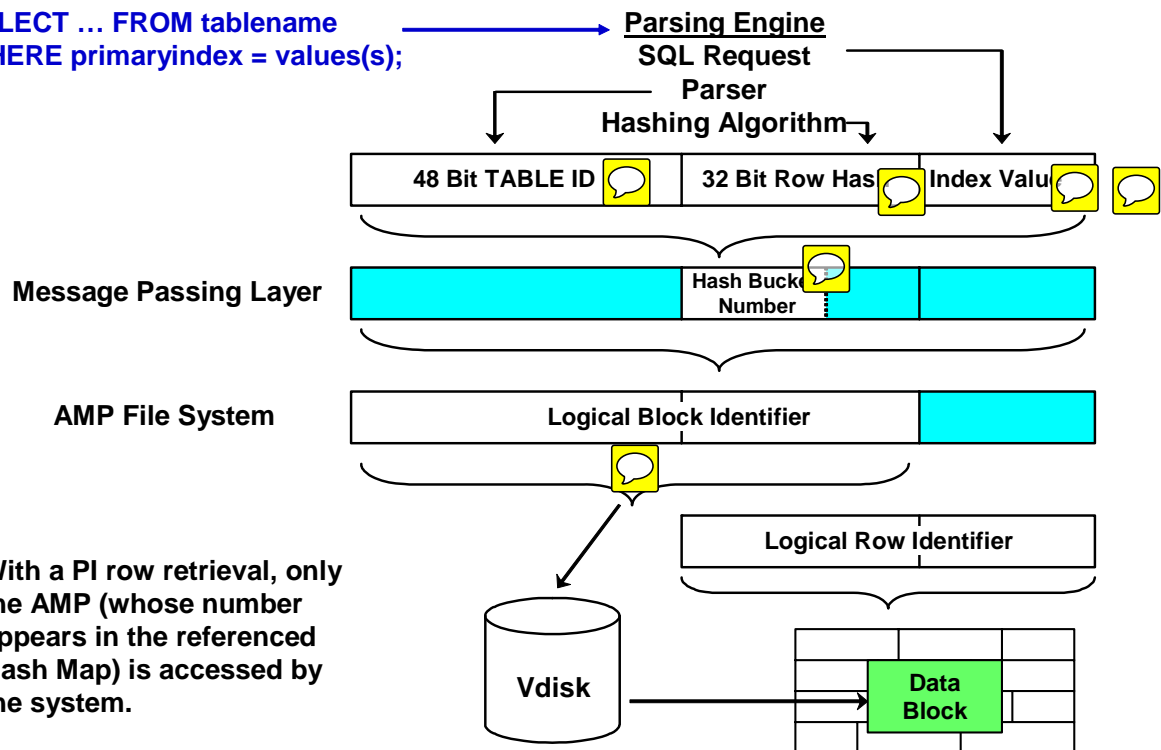 LECT … FROM tablename
HERE primaryindex = values(s);
Parsing Engine
SQL Request
Parser
Hashing Algorithm
48 Bit TABLE ID
32 Bit Row Hash
Index Value
Message Passing Layer
Hash Bucket
Number
AMP File System
Logical Block Identifier
Logical Row Identifier
With a PI row retrieval, only
he AMP (whose number
ppears in the referenced
ash Map) is accessed by
he system.
Vdisk
Data
Block